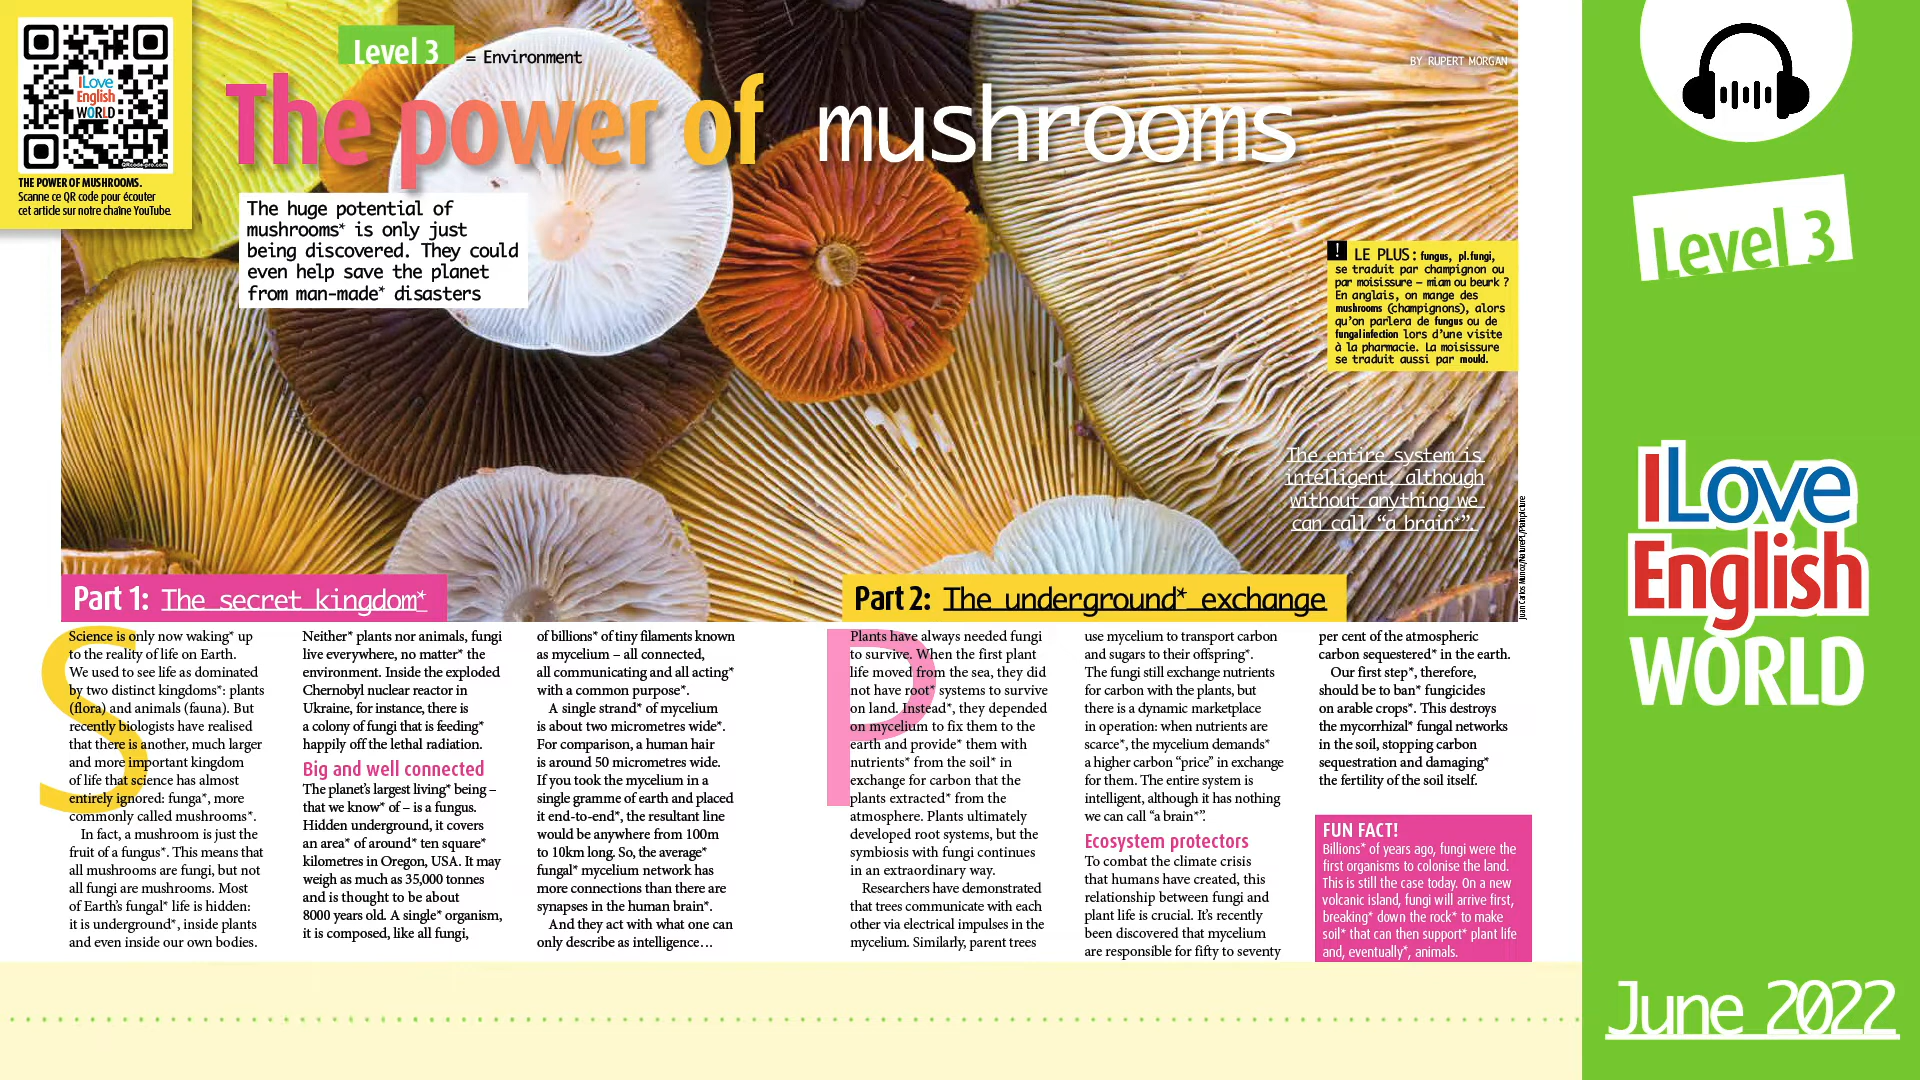 Level 3
= Environment
BY RUPERT MORGAN
The power of mushrooms
ILove
English
WORLD
QRcode-pro.com
THE POWER OF MUSHROOMS.
Scanne ce QR code pour écouter
cet article sur notre chaîne YouTube.
The huge potential of
mushrooms* is only just
being discovered. They could
even help save the planet
from man-made* disasters
! LE PLUS : fungus, pl. fungi,
se traduit par champignon ou
par moisissure – miam ou beurk ?
En anglais, on mange des
mushrooms (champignons), alors
qu’on parlera de fungus ou de
fungal infection lors d’une visite
à la pharmacie. La moisissure
se traduit aussi par mould.
The entire system is
intelligent, although
without anything we
can call “a brain*”.
Juan Carlos Munoz/NaturePL/Plainpicture
Part 1: The secret kingdom*
Science is only now waking* up
to the reality of life on Earth.
We used to see life as dominated
by two distinct kingdoms*: plants
(flora) and animals (fauna). But
recently biologists have realised
that there is another, much larger
and more important kingdom
of life that science has almost
entirely ignored: funga*, more
commonly called mushrooms*.
In fact, a mushroom is just the
fruit of a fungus*. This means that
all mushrooms are fungi, but not
all fungi are mushrooms. Most
of Earth’s fungal* life is hidden:
it is underground*, inside plants
and even inside our own bodies.
Neither* plants nor animals, fungi
live everywhere, no matter* the
environment. Inside the exploded
Chernobyl nuclear reactor in
Ukraine, for instance, there is
a colony of fungi that is feeding*
happily off the lethal radiation.
Big and well connected
The planet’s largest living* being –
that we know* of – is a fungus.
Hidden underground, it covers
an area* of around* ten square*
kilometres in Oregon, USA. It may
weigh as much as 35,000 tonnes
and is thought to be about
8000 years old. A single* organism,
it is composed, like all fungi,
of billions* of tiny filaments known
as mycelium – all connected,
all communicating and all acting*
with a common purpose*.
A single strand* of mycelium
is about two micrometres wide*.
For comparison, a human hair
is around 50 micrometres wide.
If you took the mycelium in a
single gramme of earth and placed
it end-to-end*, the resultant line
would be anywhere from 100m
to 10km long. So, the average*
fungal* mycelium network has
more connections than there are
synapses in the human brain*.
And they act with what one can
only describe as intelligence…
Part 2: The underground* exchange
Plants have always needed fungi
to survive. When the first plant
life moved from the sea, they did
not have root* systems to survive
on land. Instead*, they depended
on mycelium to fix them to the
earth and provide* them with
nutrients* from the soil* in
exchange for carbon that the
plants extracted* from the
atmosphere. Plants ultimately
developed root systems, but the
symbiosis with fungi continues
in an extraordinary way.
Researchers have demonstrated
that trees communicate with each
other via electrical impulses in the
mycelium. Similarly, parent trees
use mycelium to transport carbon
and sugars to their offspring*.
The fungi still exchange nutrients
for carbon with the plants, but
there is a dynamic marketplace
in operation: when nutrients are
scarce*, the mycelium demands*
a higher carbon “price” in exchange
for them. The entire system is
intelligent, although it has nothing
we can call “a brain*”.
Ecosystem protectors
To combat the climate crisis
that humans have created, this
relationship between fungi and
plant life is crucial. It’s recently
been discovered that mycelium
are responsible for fifty to seventy
per cent of the atmospheric
carbon sequestered* in the earth.
Our first step*, therefore,
should be to ban* fungicides
on arable crops*. This destroys
the mycorrhizal* fungal networks
in the soil, stopping carbon
sequestration and damaging*
the fertility of the soil itself.
FUN FACT!
Billions* of years ago, fungi were the
first organisms to colonise the land.
This is still the case today. On a new
volcanic island, fungi will arrive first,
breaking* down the rock* to make
soil* that can then support* plant life
and, eventually*, animals.
Level 3
ILove
English
WORLD
June 2022